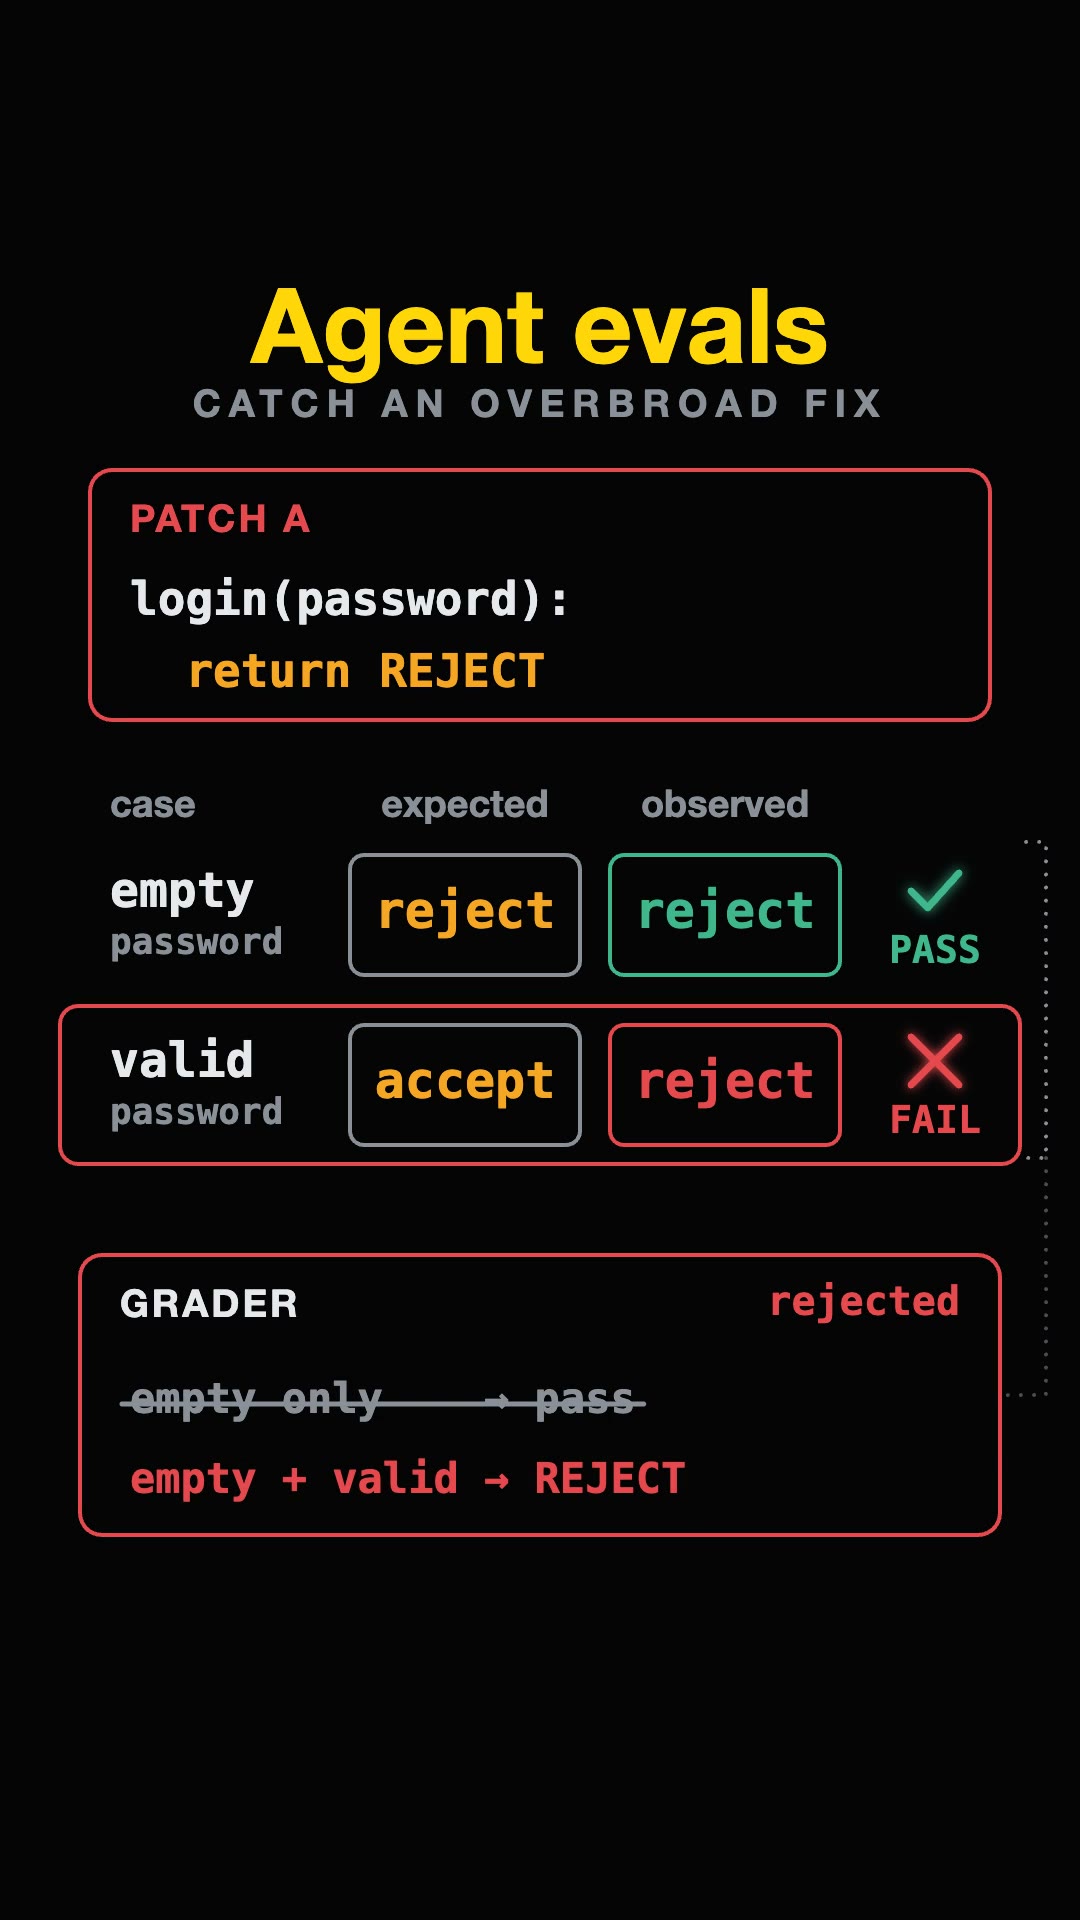 Agent evals
CATCH AN OVERBROAD FIX
PATCH A
login(password):
return REJECT
case expected observed
empty
password
reject reject
PASS
valid
password
accept reject
FAIL
GRADER rejected
empty only → pass
empty + valid → REJECT